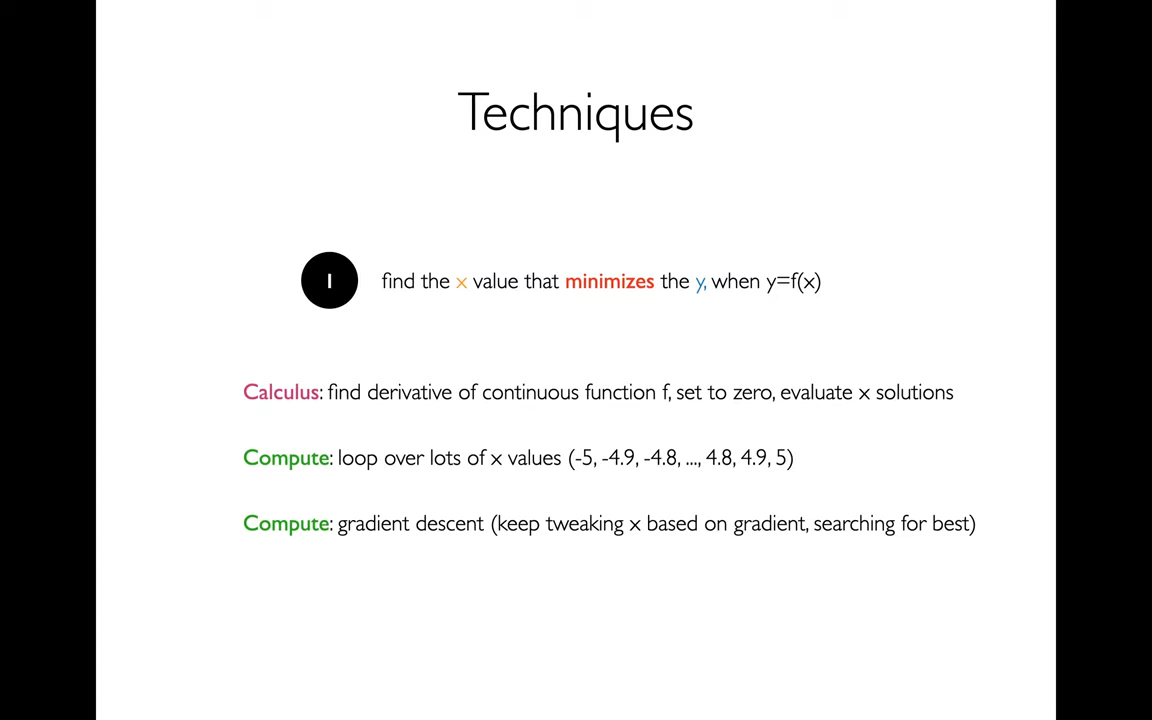 Techniques
1 find the x value that minimizes the y, when y=f(x)
Calculus: find derivative of continuous function f, set to zero, evaluate x solutions
Compute: loop over lots of x values (-5, -4.9, -4.8, ..., 4.8, 4.9, 5)
Compute: gradient descent (keep tweaking x based on gradient, searching for best)